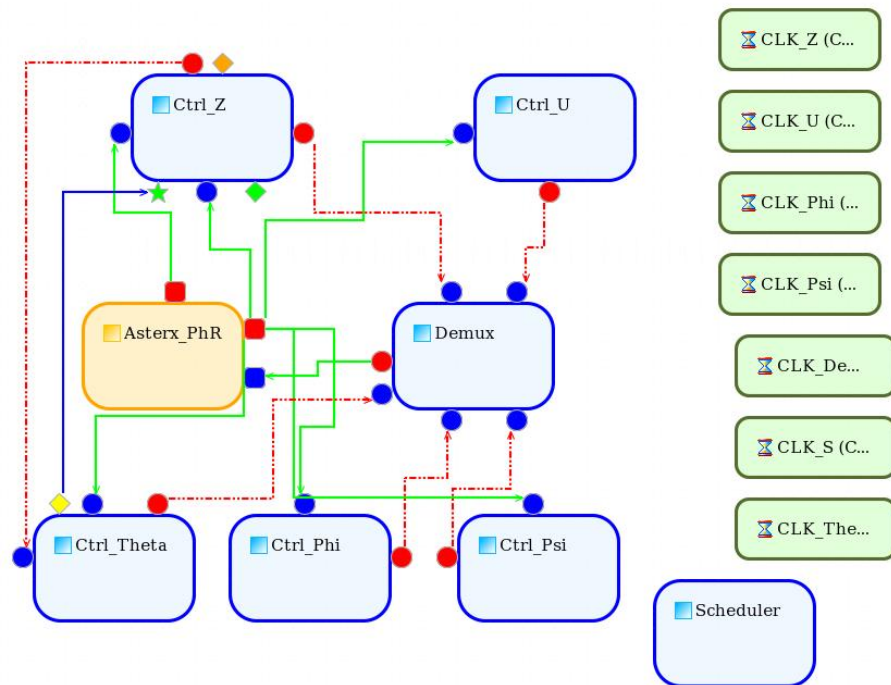 Ctrl_Z
Ctrl_U
Asterx_PhR
Demux
Ctrl_Theta
Ctrl_Phi
Ctrl_Psi
CLK_Z (C...
CLK_U (C...
CLK_Phi (...
CLK_Psi (...
CLK_De...
CLK_S (C...
CLK_The...
Scheduler